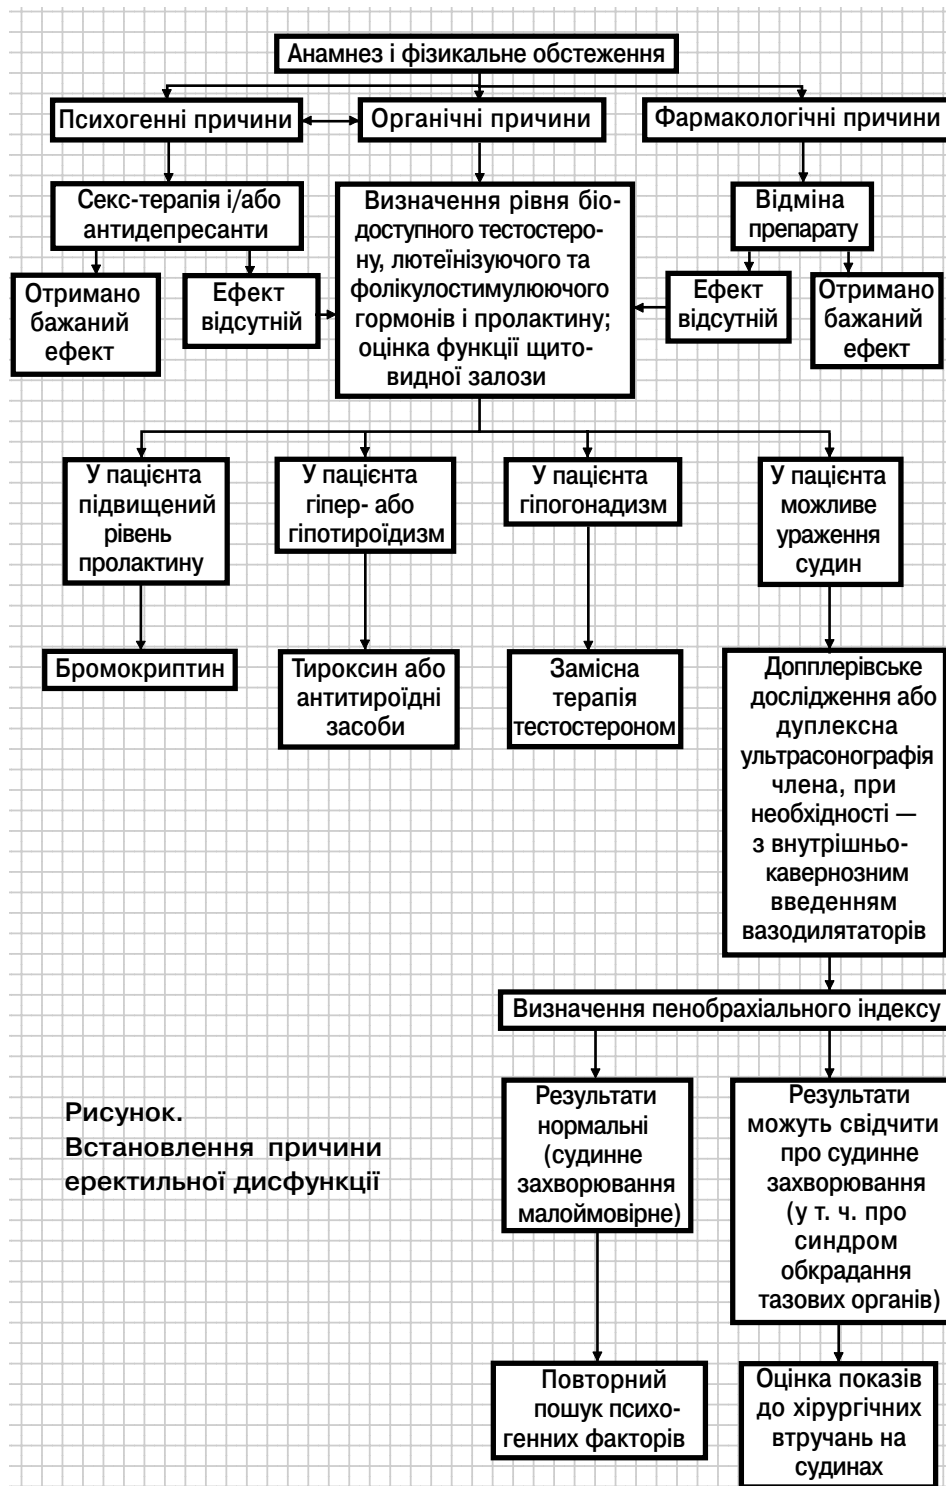 Анамнез і фізикальне обстеження
Психогенні причини
Органічні причини
Фармакологічні причини
Секс-терапія і/або
антидепресанти
Визначення рівня біо-
доступного тестостеро-
ну, лютеїнізуючого та
фолікулостимулюючого
гормонів і пролактину;
оцінка функції щито-
видної залози
Відміна
препарату
Отримано
бажаний
ефект
Ефект
відсутній
Ефект
відсутній
Отримано
бажаний
ефект
У пацієнта
підвищений
рівень
пролактину
У пацієнта
гіпер- або
гіпотироїдизм
У пацієнта
гіпогонадизм
У пацієнта
можливе
ураження
судин
Бромокриптин
Тироксин або
антитироїдні
засоби
Замісна
терапія
тестостероном
Допплерівське
дослідження або
дуплексна
ультрасонографія
члена, при
необхідності —
з внутрішньо-
кавернозним
введенням
вазодилятаторів
Визначення пенобрахіального індексу
Результати
нормальні
(судинне
захворювання
малоймовірне)
Результати
можуть свідчити
про судинне
захворювання
(у т. ч. про
синдром
обкрадання
тазових органів)
Рисунок.
Встановлення причини
еректильної дисфункції
Повторний
пошук психо-
генних факторів
Оцінка показів
до хірургічних
втручань на
судинах